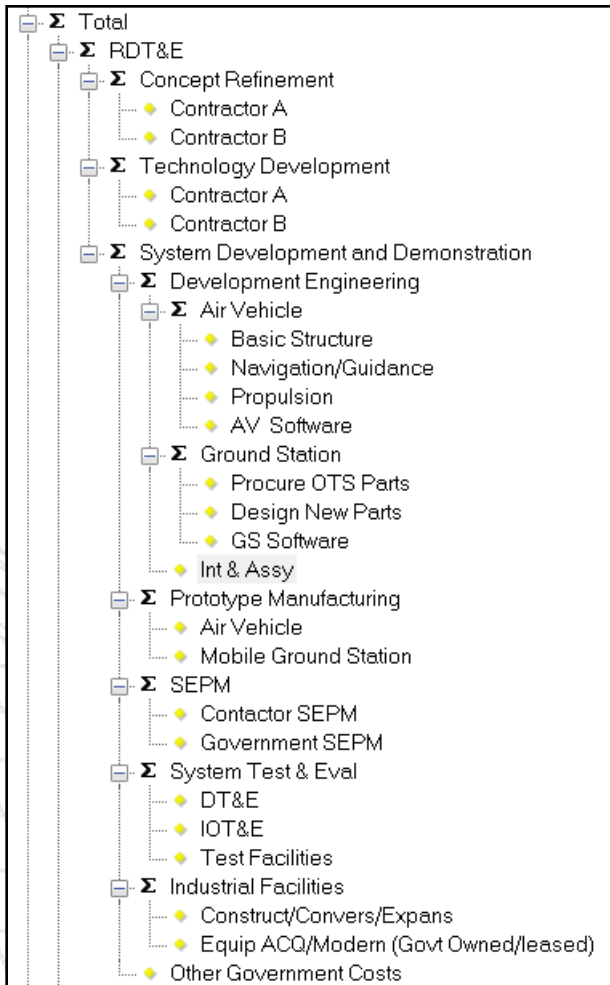 Σ Total
Σ RDT&E
Σ Concept Refinement
Contractor A
Contractor B
Σ Technology Development
Contractor A
Contractor B
Σ System Development and Demonstration
Σ Development Engineering
Σ Air Vehicle
Basic Structure
Navigation/Guidance
Propulsion
AV Software
Σ Ground Station
Procure OTS Parts
Design New Parts
GS Software
Int & Assy
Σ Prototype Manufacturing
Air Vehicle
Mobile Ground Station
Σ SEPM
Contactor SEPM
Government SEPM
Σ System Test & Eval
DT&E
IOT&E
Test Facilities
Σ Industrial Facilities
Construct/Convers/Expans
Equip ACQ/Modern (Govt Owned/leased)
Other Government Costs